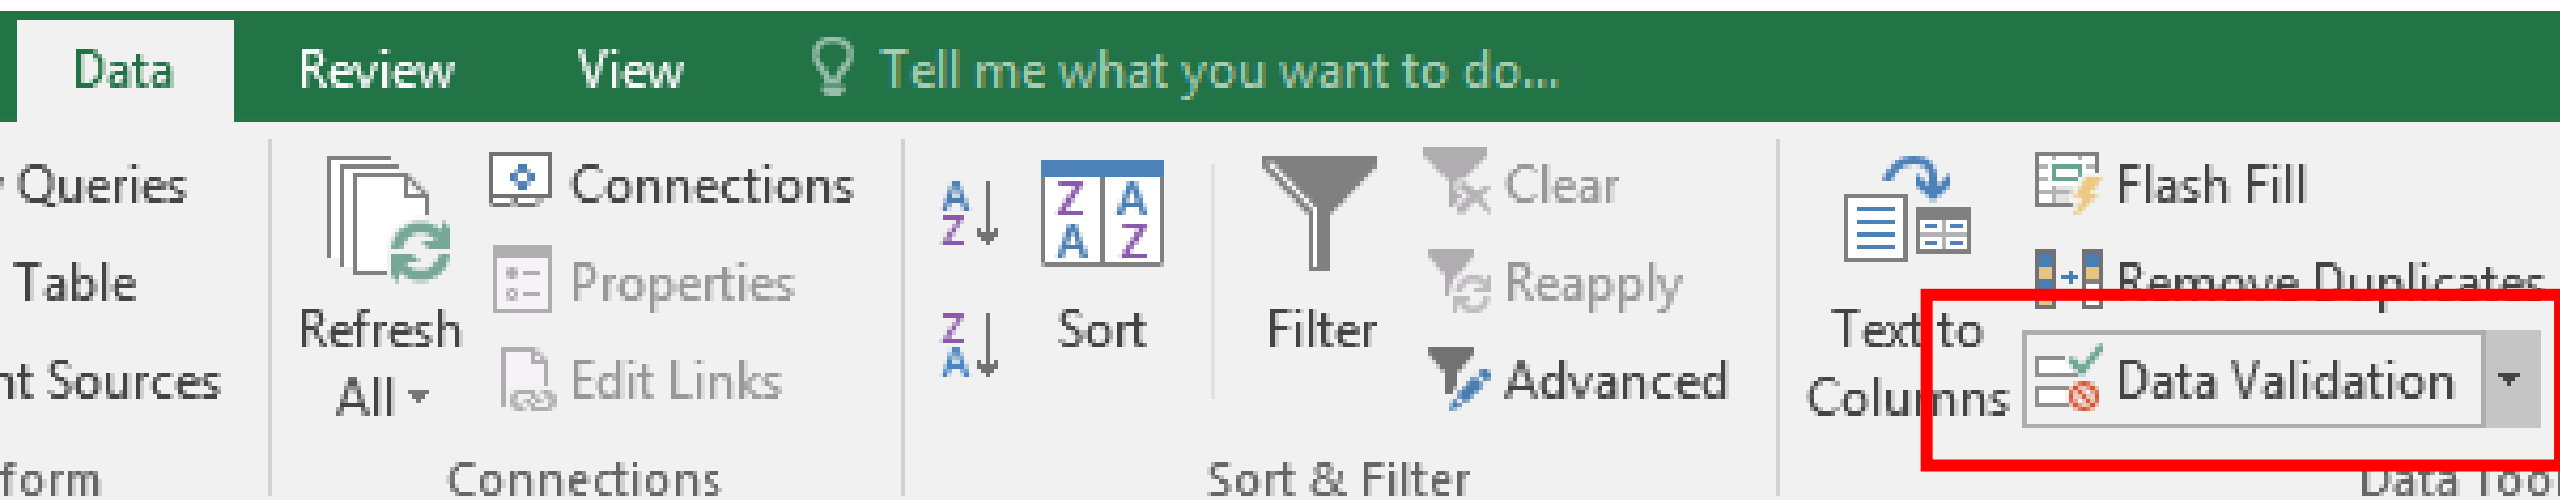 Data Review View Tell me what you want to do...
Queries
Table
Sources
Refresh
All
Connections
Properties
Edit Links
Connections
A
Z
Z
A
Z A
A Z
Sort
Filter
Clear
Reapply
Advanced
Sort & Filter
Text to
Columns
Flash Fill
Remove Duplicates
Data Validation
Data